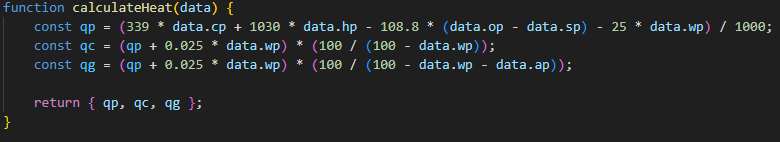 function calculateHeat(data) {
    const qp = (339 * data.cp + 1030 * data.hp - 108.8 * (data.op - data.sp) - 25 * data.wp) / 1000;
    const qc = (qp + 0.025 * data.wp) * (100 / (100 - data.wp));
    const qg = (qp + 0.025 * data.wp) * (100 / (100 - data.wp - data.ap));

    return { qp, qc, qg };
}